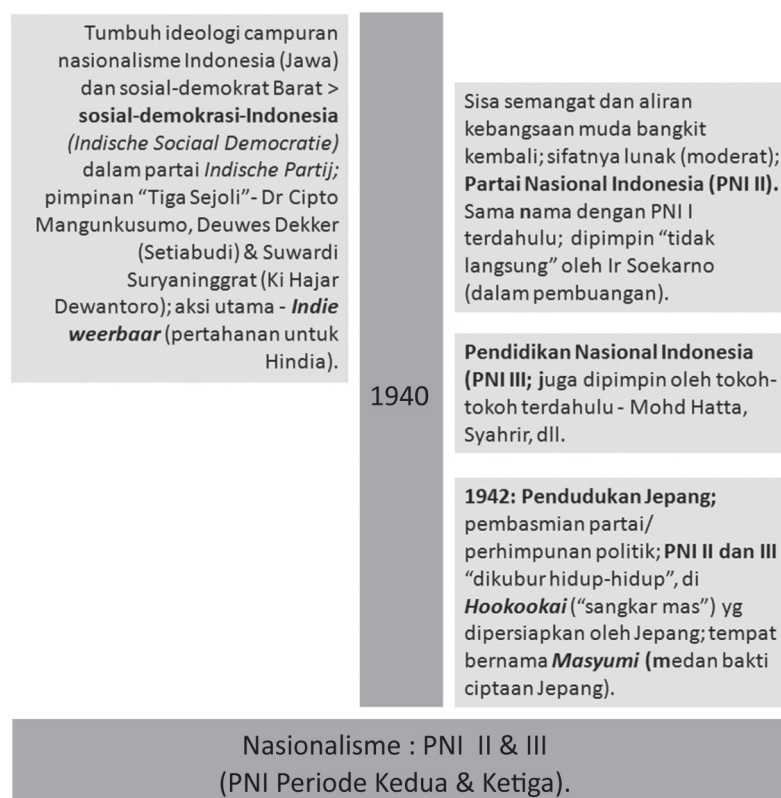 Tumbuh ideologi campuran
nasionalisme Indonesia (Jawa)
dan sosial-demokrat Barat >
sosial-demokrasi-Indonesia
(Indische Sociaal Democratie)
dalam partai Indische Partij;
pimpinan “Tiga Sejoli”- Dr Cipto
Mangunkusumo, Deuwes Dekker
(Setiabudi) & Suwardi
Suryaninggrat (Ki Hajar
Dewantoro); aksi utama - Indie
weerbaar (pertahanan untuk
Hindia).
1940
Sisa semangat dan aliran
kebangsaan muda bangkit
kembali; sifatnya lunak (moderat);
Partai Nasional Indonesia (PNI II).
Sama nama dengan PNI I
terdahulu; dipimpin “tidak
langsung” oleh Ir Soekarno
(dalam pembuangan).
Pendidikan Nasional Indonesia
(PNI III; juga dipimpin oleh tokoh-
tokoh terdahulu - Mohd Hatta,
Syahrir, dll.
1942: Pendudukan Jepang;
pembasmian partai/
perhimpunan politik; PNI II dan III
“dikubur hidup-hidup”, di
Hookookai (“sangkar mas”) yg
dipersiapkan oleh Jepang; tempat
bernama Masyumi (medan bakti
ciptaan Jepang).
Nasionalisme : PNI II & III
(PNI Periode Kedua & Ketiga).